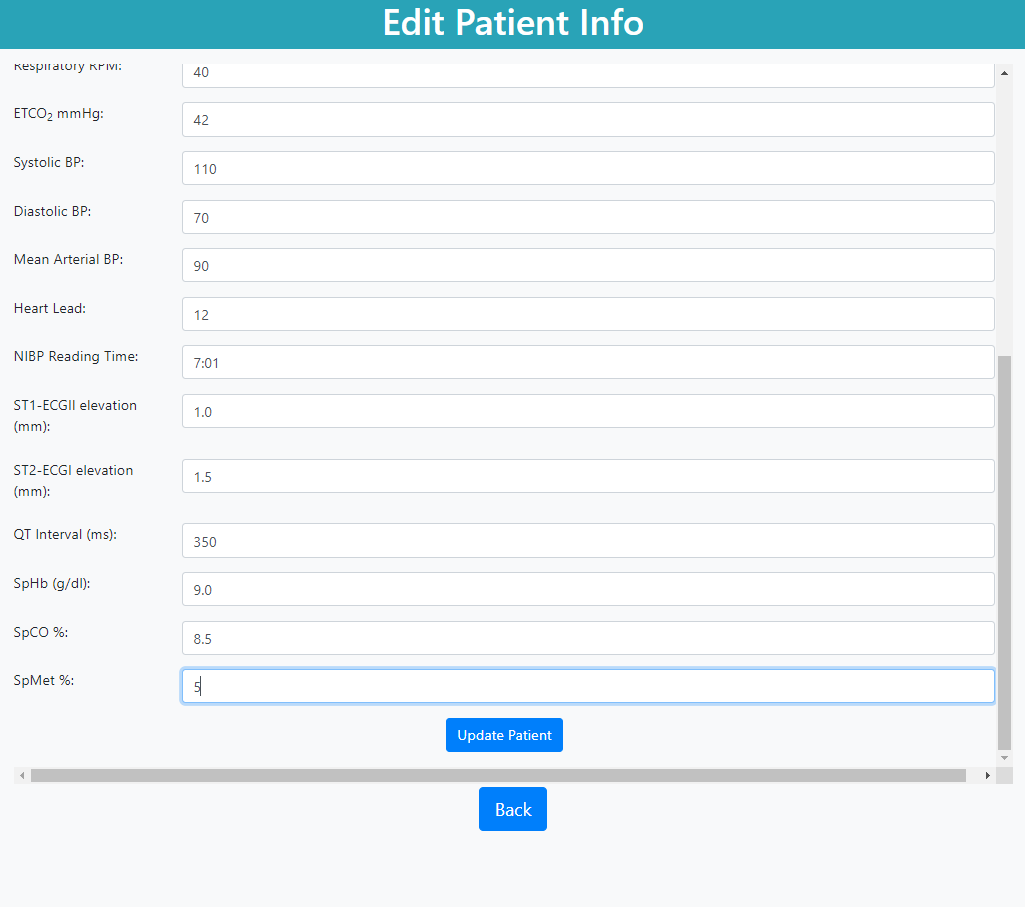 Edit Patient Info
Respiratory RPM:
40
ETCO₂ mmHg:
42
Systolic BP:
110
Diastolic BP:
70
Mean Arterial BP:
90
Heart Lead:
12
NIBP Reading Time:
7:01
ST1-ECGII elevation
(mm):
1.0
ST2-ECGI elevation
(mm):
1.5
QT Interval (ms):
350
SpHb (g/dl):
9.0
SpCO %:
8.5
SpMet %:
5
Update Patient
Back